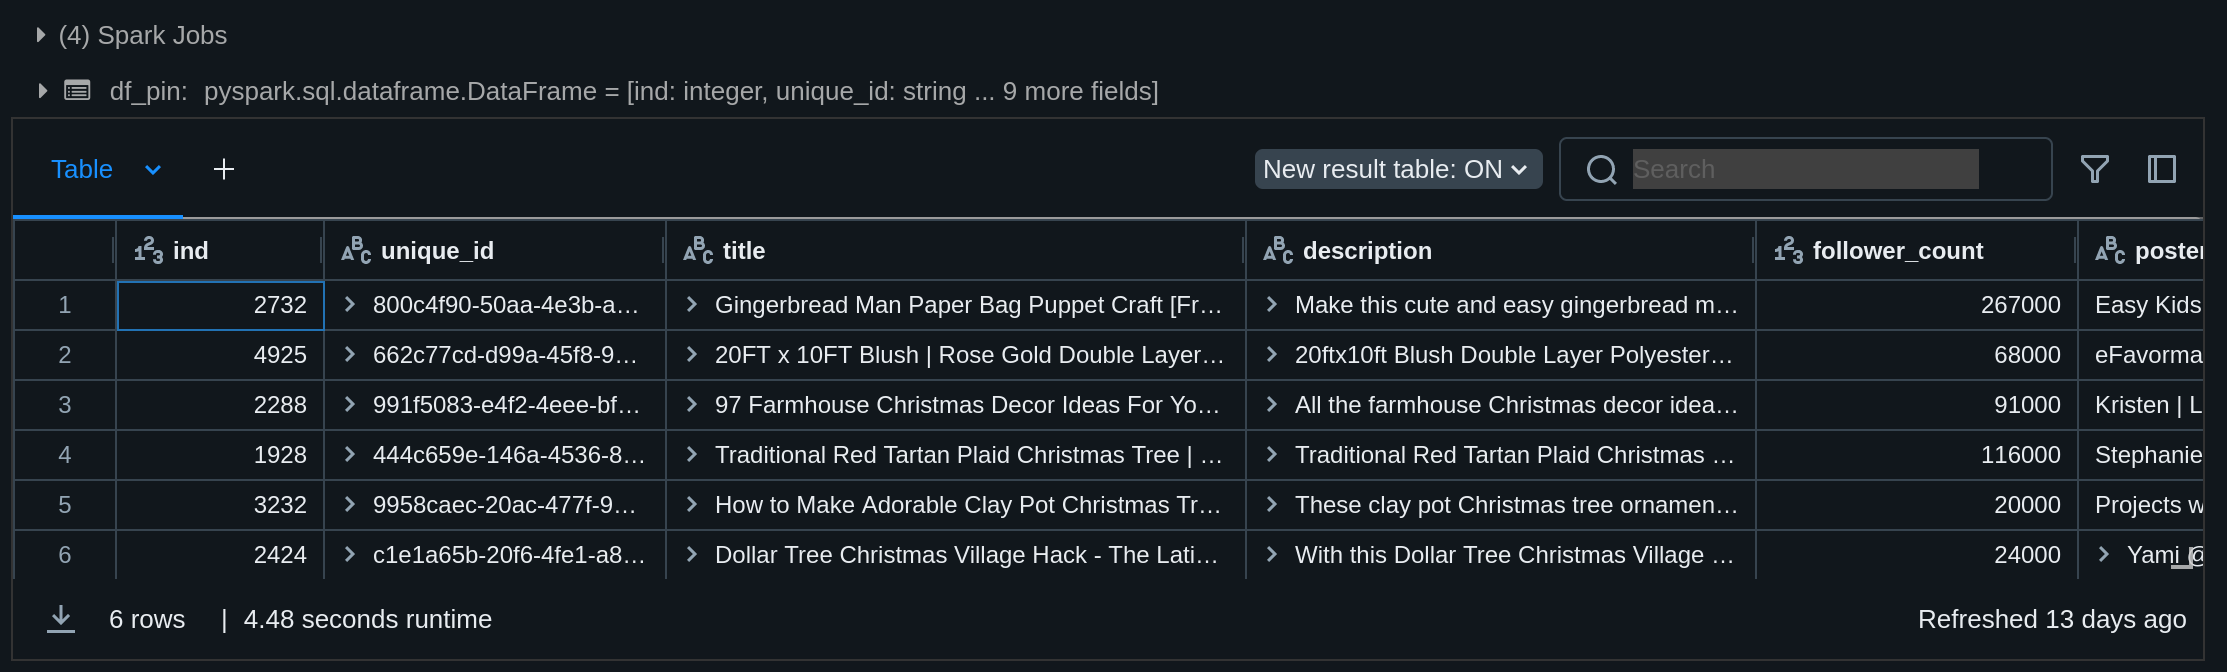 (4) Spark Jobs
df_pin: pyspark.sql.dataframe.DataFrame = [ind: integer, unique_id: string ... 9 more fields]
Table + New result table: ON Search
ind unique_id title description follower_count poster
1 2732 800c4f90-50aa-4e3b-a… Gingerbread Man Paper Bag Puppet Craft [Fr… Make this cute and easy gingerbread m… 267000 Easy Kids
2 4925 662c77cd-d99a-45f8-9… 20FT x 10FT Blush | Rose Gold Double Layer… 20ftx10ft Blush Double Layer Polyester… 68000 eFavorma
3 2288 991f5083-e4f2-4eee-bf… 97 Farmhouse Christmas Decor Ideas For Yo… All the farmhouse Christmas decor idea… 91000 Kristen | L
4 1928 444c659e-146a-4536-8… Traditional Red Tartan Plaid Christmas Tree | … Traditional Red Tartan Plaid Christmas … 116000 Stephanie
5 3232 9958caec-20ac-477f-9… How to Make Adorable Clay Pot Christmas Tr… These clay pot Christmas tree ornamen… 20000 Projects w
6 2424 c1e1a65b-20f6-4fe1-a8… Dollar Tree Christmas Village Hack - The Lati… With this Dollar Tree Christmas Village … 24000 Yami @
6 rows | 4.48 seconds runtime Refreshed 13 days ago